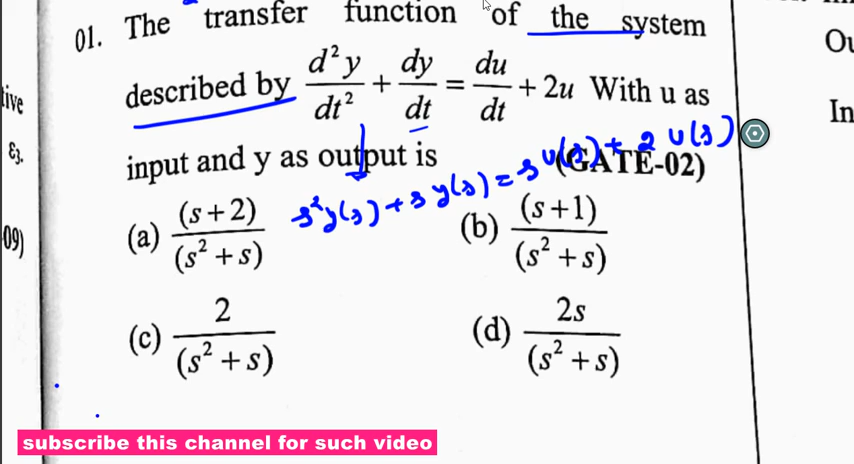 01. The transfer function of the system
described by d²y/dt² + dy/dt = du/dt + 2u With u as
input and y as output is (GATE-02)
s²y(s) + s y(s) = s u(s) + 2 u(s)
(a) (s+2)/(s²+s) (b) (s+1)/(s²+s)
(c) 2/(s²+s) (d) 2s/(s²+s)
tive
ε₃.
09)
Ou
In
subscribe this channel for such video